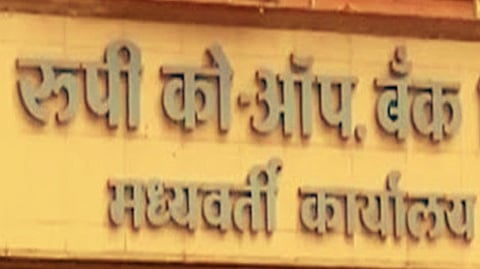 रुपी को-ऑप. बँक
मध्यवर्ती कार्यालय